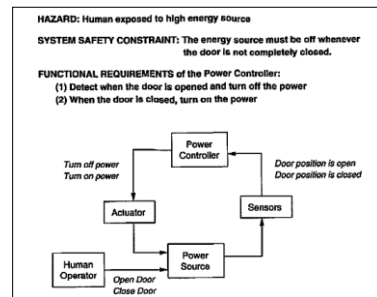 HAZARD: Human exposed to high energy source
SYSTEM SAFETY CONSTRAINT: The energy source must be off whenever
the door is not completely closed.
FUNCTIONAL REQUIREMENTS of the Power Controller:
(1) Detect when the door is opened and turn off the power
(2) When the door is closed, turn on the power
Power
Controller
Turn off power
Turn on power
Door position is open
Door position is closed
Actuator
Sensors
Human
Operator
Power
Source
Open Door
Close Door